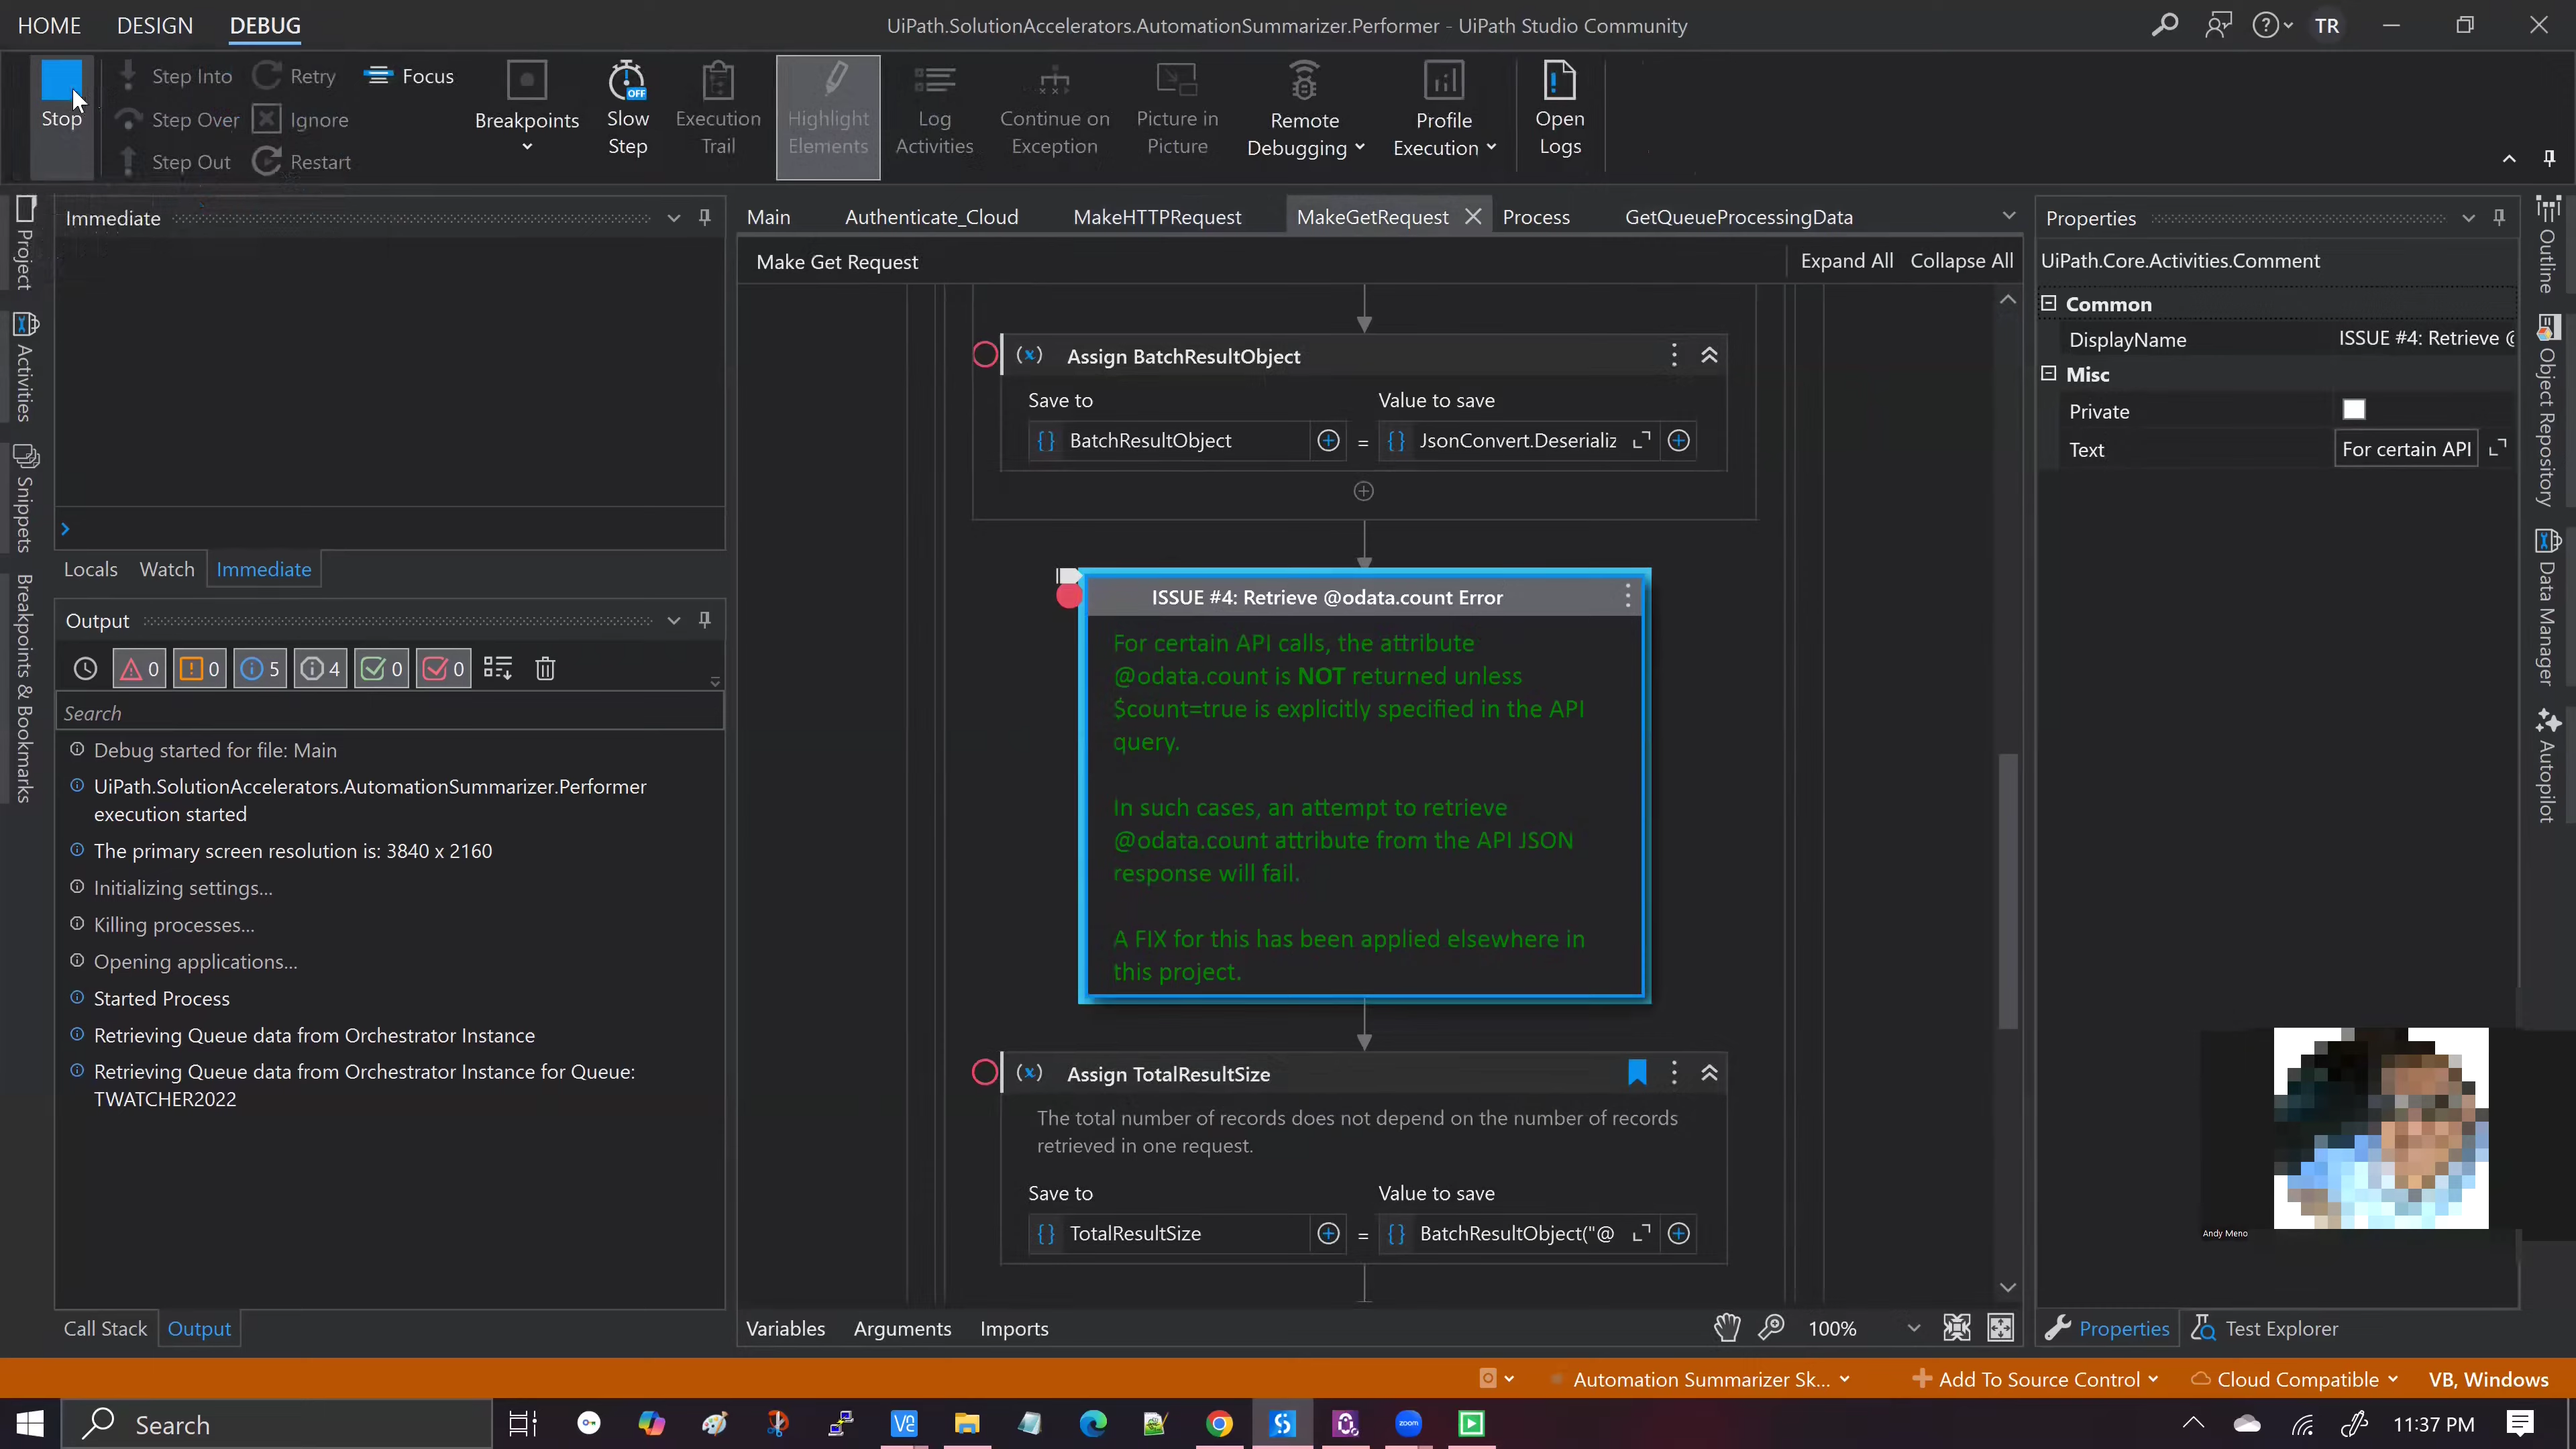 HOME DESIGN DEBUG
UiPath.SolutionAccelerators.AutomationSummarizer.Performer - UiPath Studio Community
TR
Stop
Step Into
Step Over
Step Out
Retry
Ignore
Restart
Focus
Breakpoints
OFF
Slow
Step
Execution
Trail
Highlight
Elements
Log
Activities
Continue on
Exception
Picture in
Picture
Remote
Debugging
Profile
Execution
Open
Logs
Project
Activities
Snippets
Breakpoints & Bookmarks
Immediate
Locals Watch Immediate
Output
0 0 5 4 0 0
Search
Debug started for file: Main
UiPath.SolutionAccelerators.AutomationSummarizer.Performer
execution started
The primary screen resolution is: 3840 x 2160
Initializing settings...
Killing processes...
Opening applications...
Started Process
Retrieving Queue data from Orchestrator Instance
Retrieving Queue data from Orchestrator Instance for Queue:
TWATCHER2022
Call Stack Output
Main Authenticate_Cloud MakeHTTPRequest MakeGetRequest Process GetQueueProcessingData
Make Get Request
Expand All Collapse All
Assign BatchResultObject
Save to Value to save
BatchResultObject = JsonConvert.Deserializ
ISSUE #4: Retrieve @odata.count Error
For certain API calls, the attribute
@odata.count is NOT returned unless
$count=true is explicitly specified in the API
query.
In such cases, an attempt to retrieve
@odata.count attribute from the API JSON
response will fail.
A FIX for this has been applied elsewhere in
this project.
Assign TotalResultSize
The total number of records does not depend on the number of records
retrieved in one request.
Save to Value to save
TotalResultSize = BatchResultObject("@
Variables Arguments Imports
100%
Properties
UiPath.Core.Activities.Comment
Common
DisplayName ISSUE #4: Retrieve @
Misc
Private
Text For certain API
Properties Test Explorer
Outline
Object Repository
Data Manager
Autopilot
Andy Meno
Automation Summarizer Sk...
Add To Source Control
Cloud Compatible
VB, Windows
Search
zoom
11:37 PM